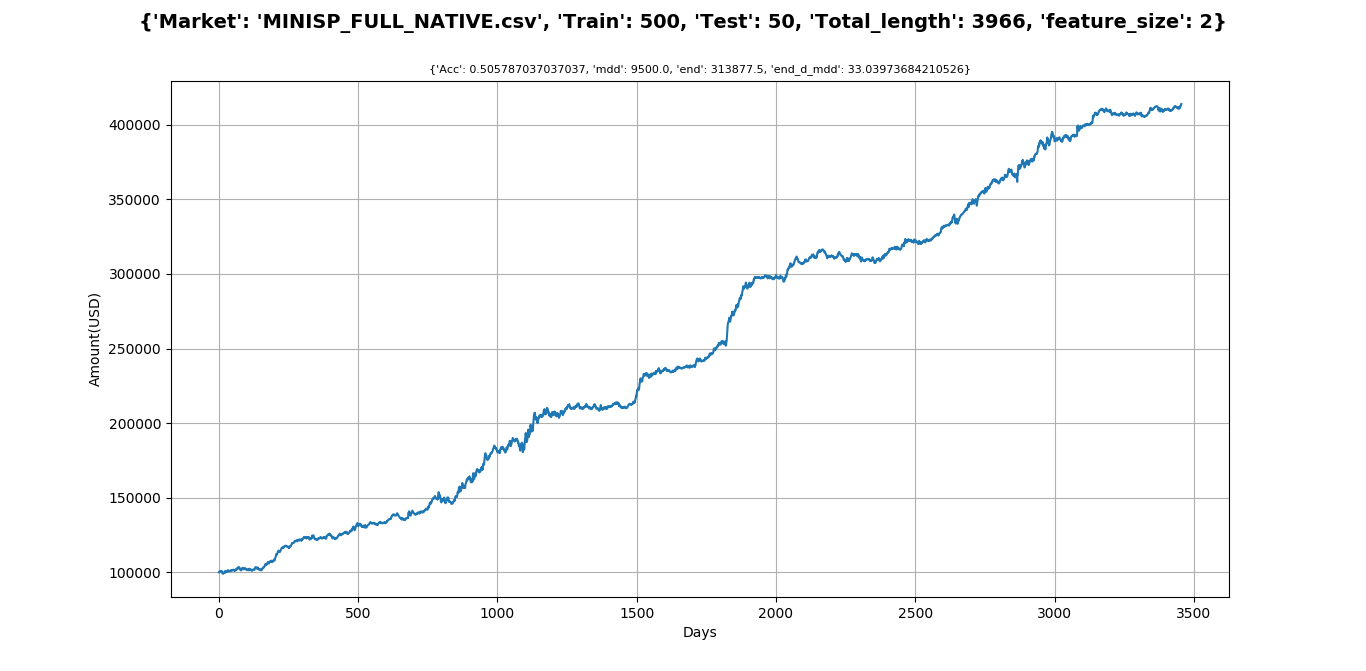 {'Market': 'MINISP_FULL_NATIVE.csv', 'Train': 500, 'Test': 50, 'Total_length': 3966, 'feature_size': 2}
{'Acc': 0.505787037037037, 'mdd': 9500.0, 'end': 313877.5, 'end_d_mdd': 33.03973684210526}
400000
350000
300000
250000
200000
150000
100000
Amount(USD)
0 500 1000 1500 2000 2500 3000 3500
Days